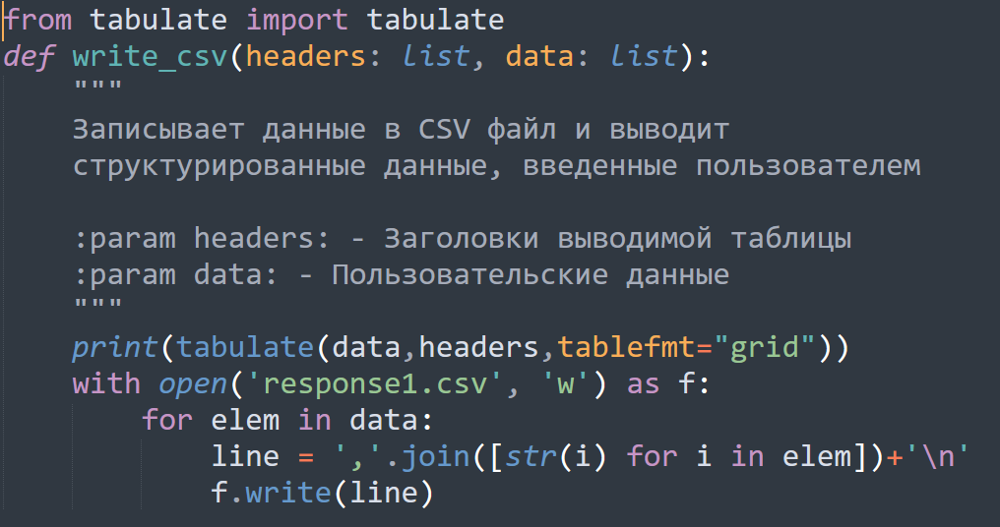 from tabulate import tabulate
def write_csv(headers: list, data: list):
    """
    Записывает данные в CSV файл и выводит
    структурированные данные, введенные пользователем

    :param headers: - Заголовки выводимой таблицы
    :param data: - Пользовательские данные
    """
    print(tabulate(data,headers,tablefmt="grid"))
    with open('response1.csv', 'w') as f:
        for elem in data:
            line = ','.join([str(i) for i in elem])+'\n'
            f.write(line)